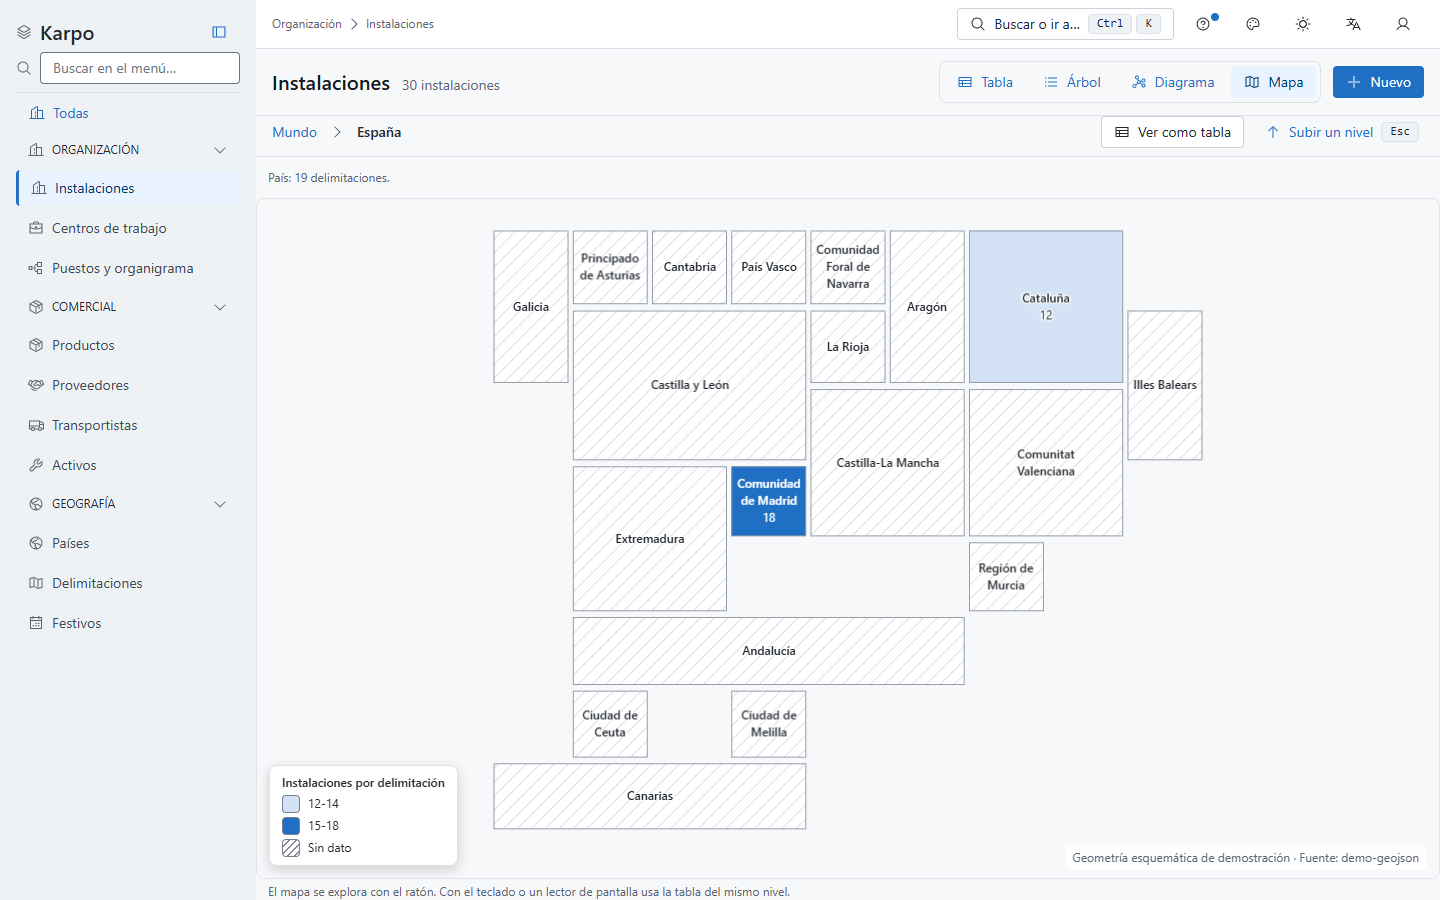 Karpo
Buscar en el menú...
Todas
ORGANIZACIÓN
Instalaciones
Centros de trabajo
Puestos y organigrama
COMERCIAL
Productos
Proveedores
Transportistas
Activos
GEOGRAFÍA
Países
Delimitaciones
Festivos
Organización > Instalaciones
Buscar o ir a... Ctrl K
Instalaciones 30 instalaciones
Tabla Árbol Diagrama Mapa + Nuevo
Mundo > España
Ver como tabla Subir un nivel Esc
País: 19 delimitaciones.
Galicia
Principado
de Asturias
Cantabria
País Vasco
Comunidad
Foral de
Navarra
Aragón
Cataluña
12
La Rioja
Illes Balears
Castilla y León
Castilla-La Mancha
Comunitat
Valenciana
Comunidad
de Madrid
18
Extremadura
Región de
Murcia
Andalucía
Ciudad de
Ceuta
Ciudad de
Melilla
Canarias
Instalaciones por delimitación
12-14
15-18
Sin dato
Geometría esquemática de demostración · Fuente: demo-geojson
El mapa se explora con el ratón. Con el teclado o un lector de pantalla usa la tabla del mismo nivel.